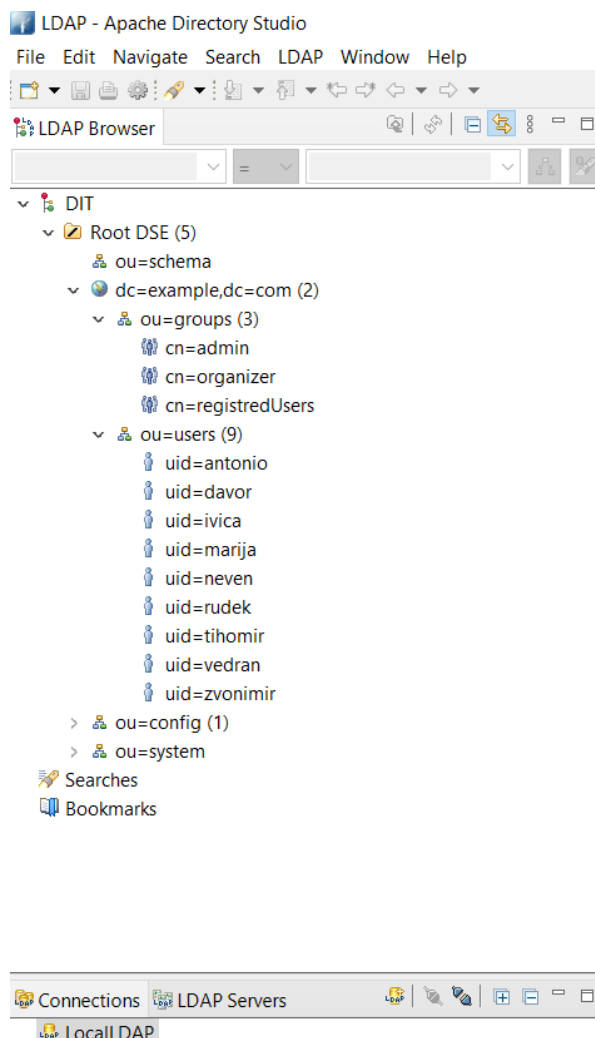 LDAP - Apache Directory Studio
File Edit Navigate Search LDAP Window Help
LDAP Browser
=
DIT
Root DSE (5)
ou=schema
dc=example,dc=com (2)
ou=groups (3)
cn=admin
cn=organizer
cn=registredUsers
ou=users (9)
uid=antonio
uid=davor
uid=ivica
uid=marija
uid=neven
uid=rudek
uid=tihomir
uid=vedran
uid=zvonimir
ou=config (1)
ou=system
Searches
Bookmarks
Connections LDAP Servers
LocalLDAP